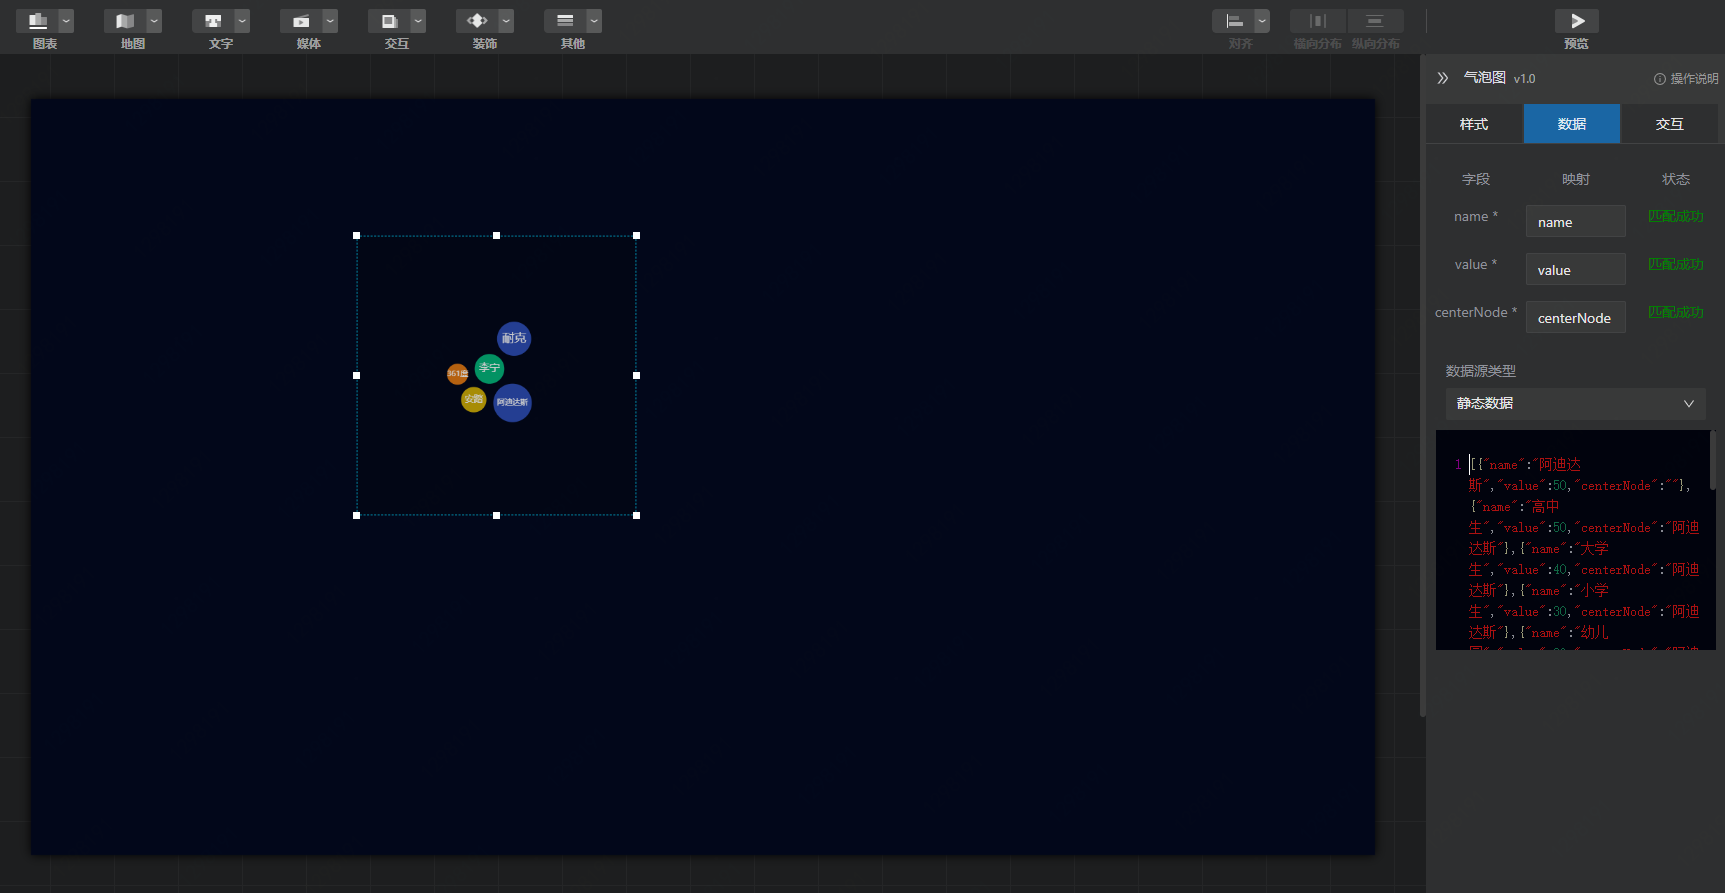 图表
地图
文字
媒体
交互
装饰
其他
对齐
横向分布
纵向分布
预览
气泡图 v1.0
操作说明
样式
数据
交互
字段
映射
状态
name *
name
匹配成功
value *
value
匹配成功
centerNode *
centerNode
匹配成功
数据源类型
静态数据
1
[{"name":"阿迪达
斯","value":50,"centerNode":""},
{"name":"高中
生","value":50,"centerNode":"阿迪
达斯"},{"name":"大学
生","value":40,"centerNode":"阿迪
达斯"},{"name":"小学
生","value":30,"centerNode":"阿迪
达斯"},{"name":"幼儿
耐克
李宁
361度
安踏
阿迪达斯